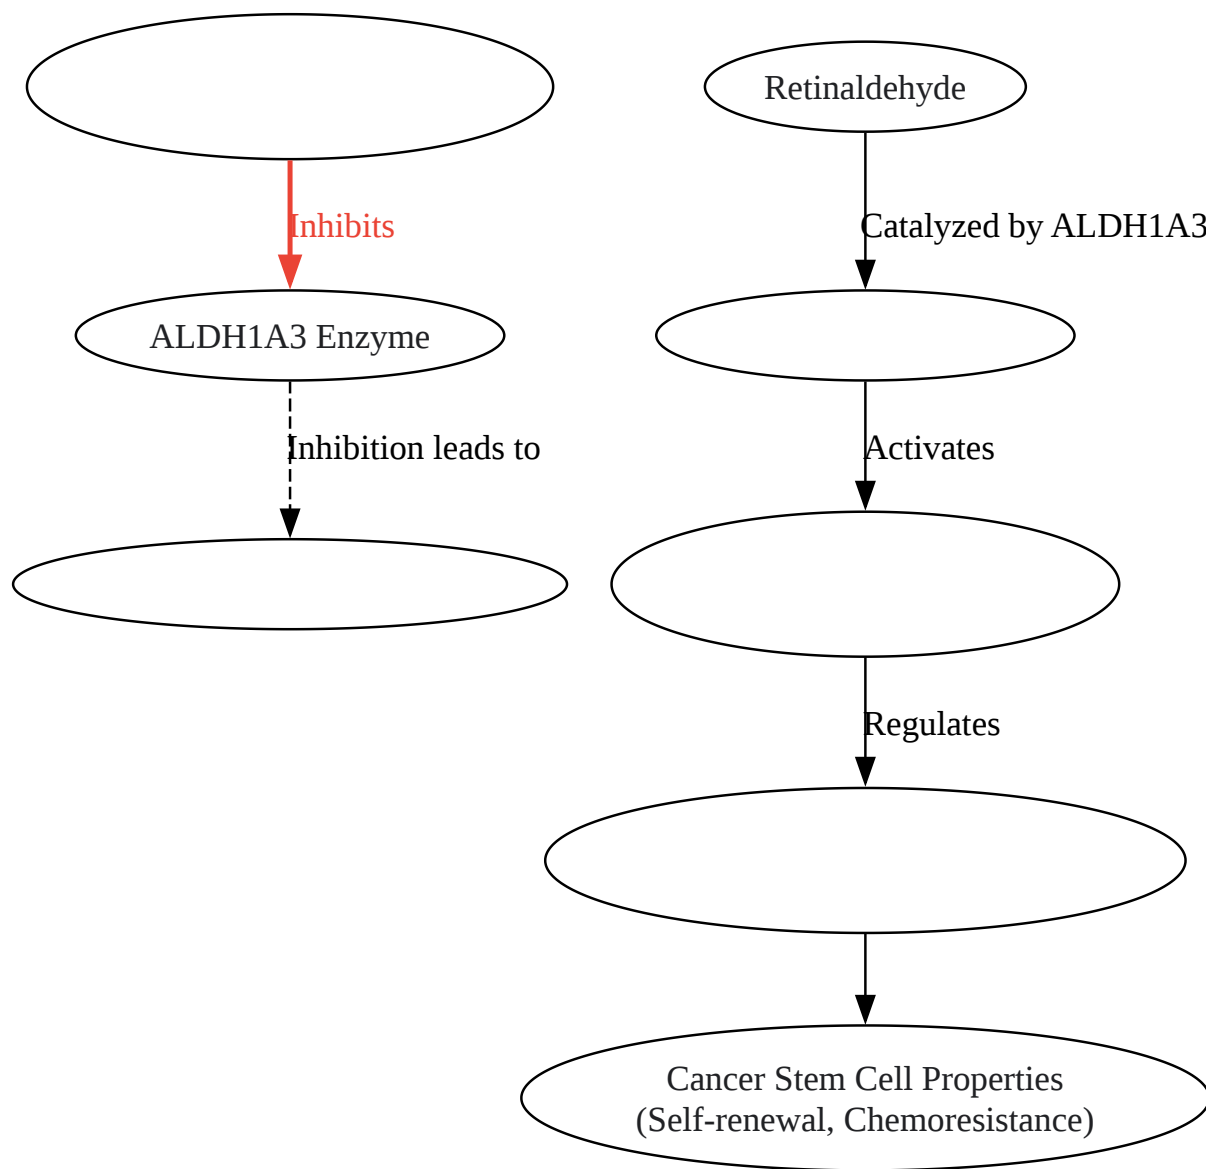 Retinaldehyde
Inhibits
Catalyzed by ALDH1A3
ALDH1A3 Enzyme
Inhibition leads to
Activates
Regulates
Cancer Stem Cell Properties
(Self-renewal, Chemoresistance)